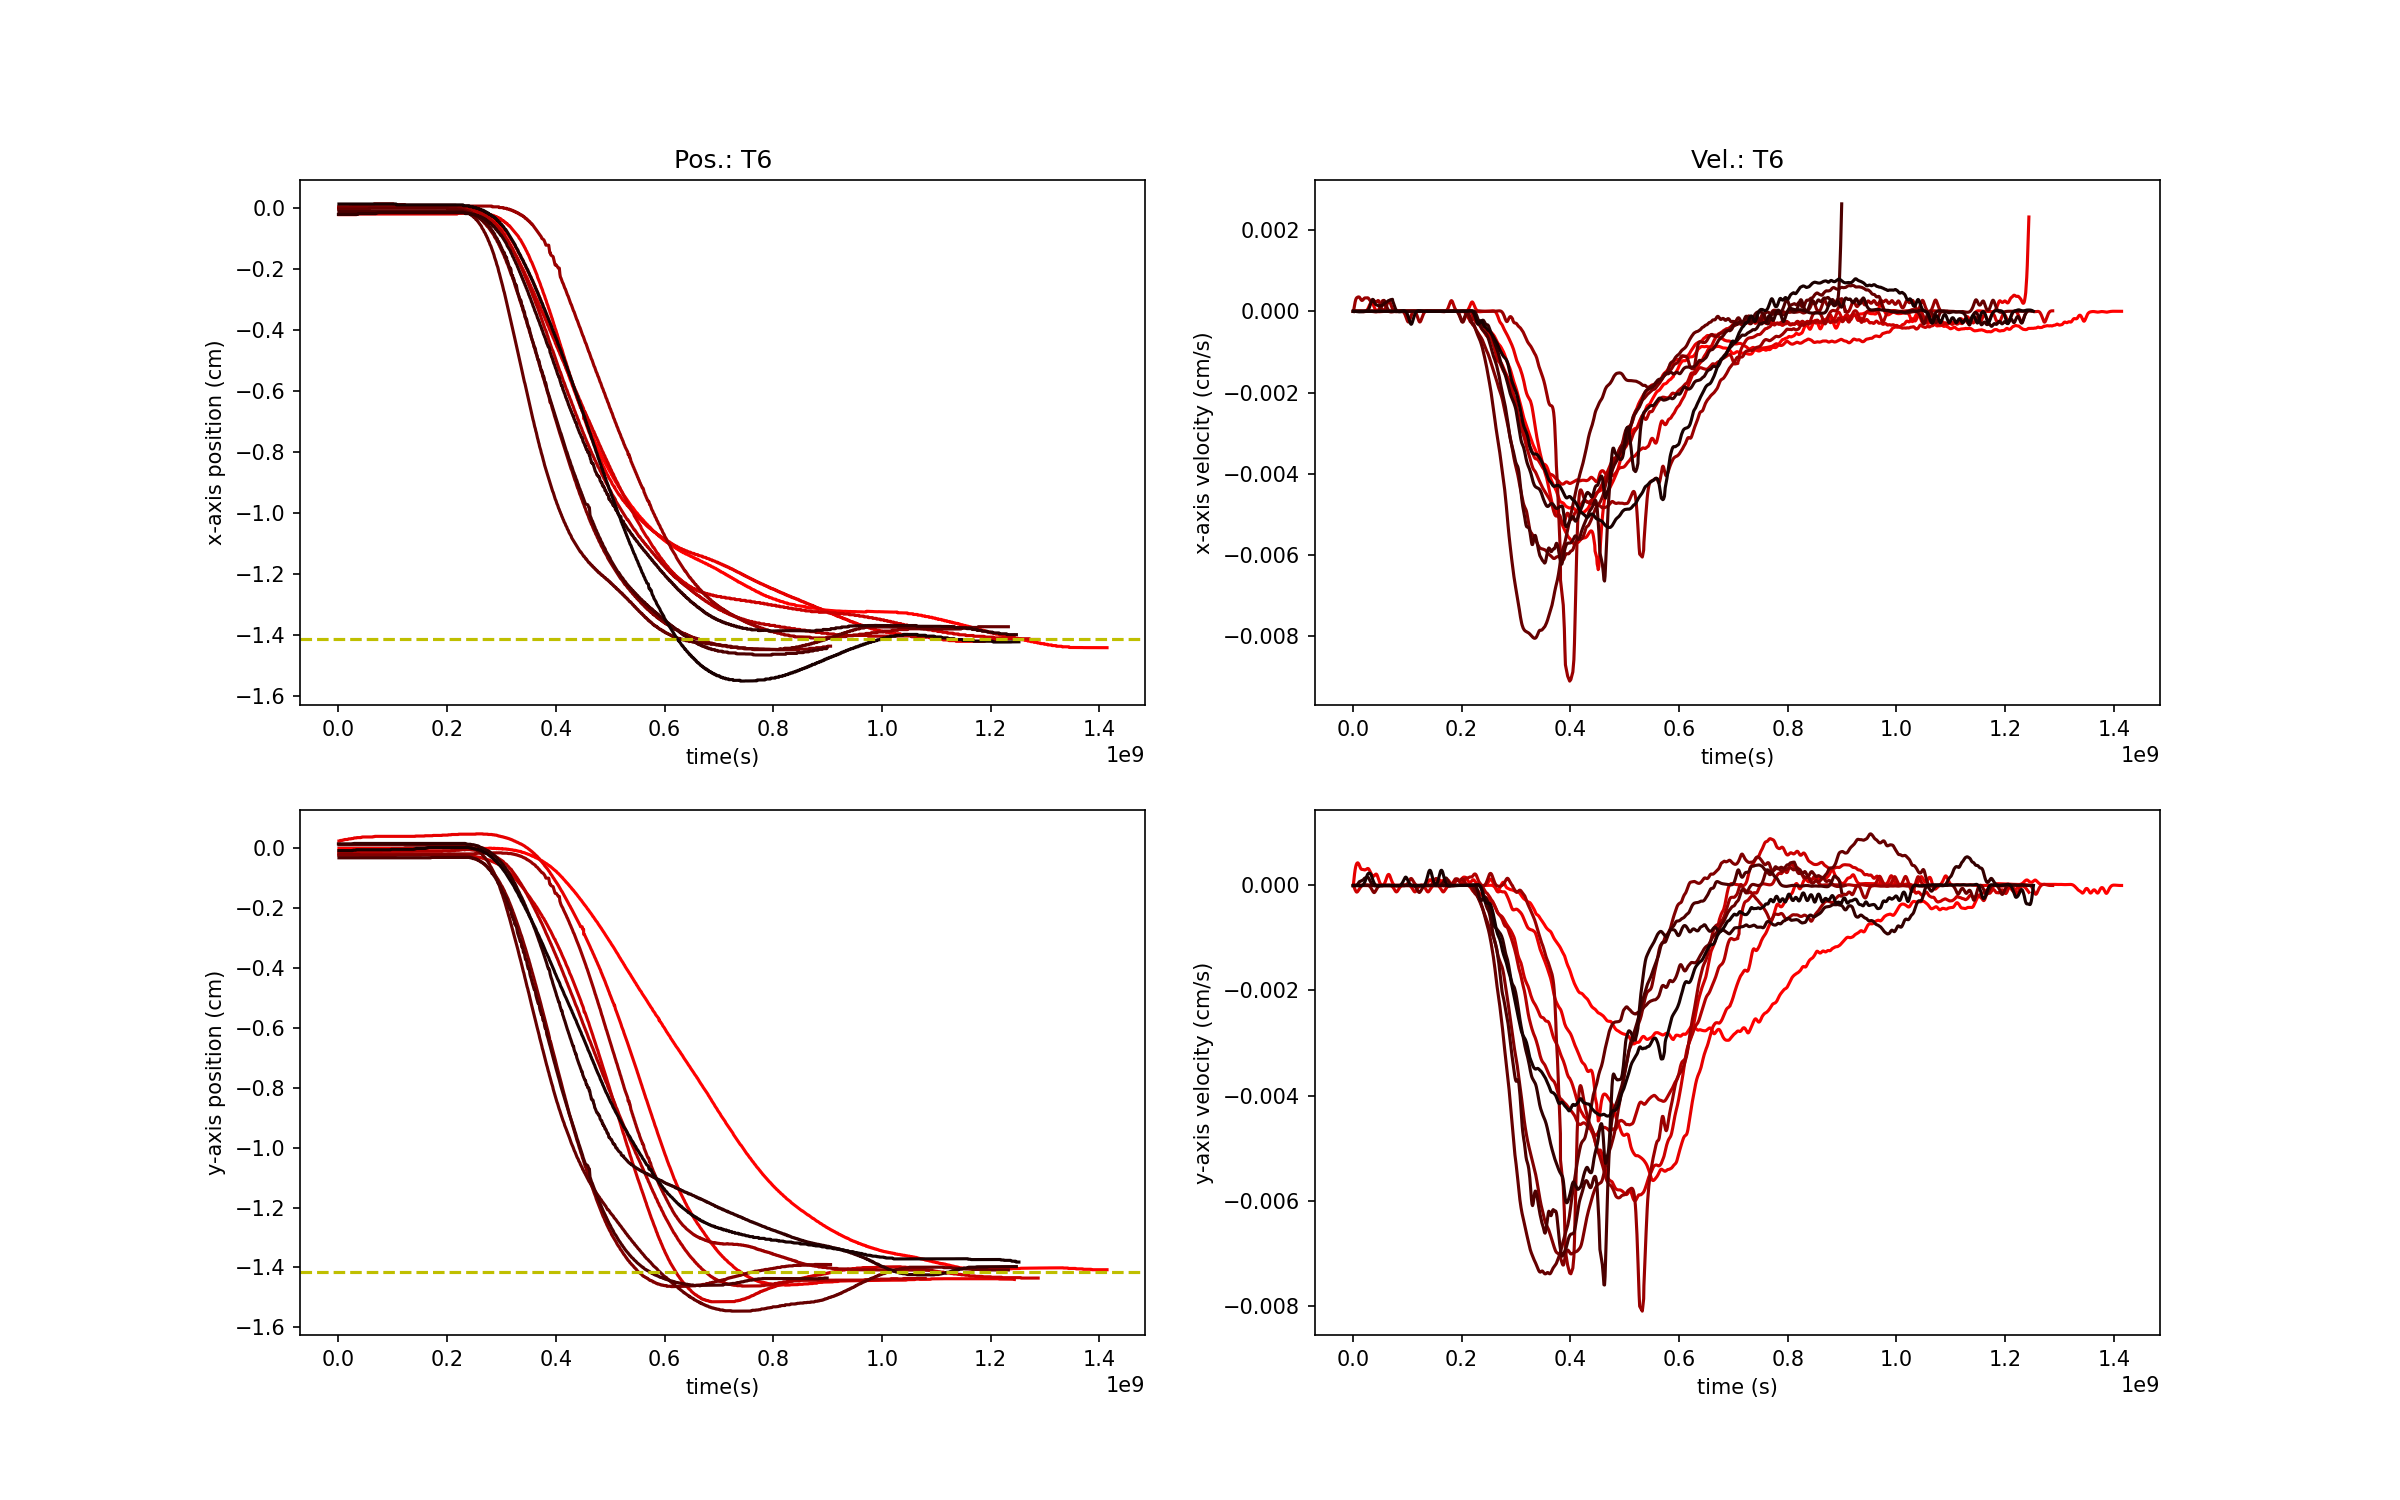 Pos.: T6
0.0
−0.2
−0.4
−0.6
−0.8
−1.0
−1.2
−1.4
−1.6
x-axis position (cm)
0.0 0.2 0.4 0.6 0.8 1.0 1.2 1.4
time(s)
1e9
Vel.: T6
0.002
0.000
−0.002
−0.004
−0.006
−0.008
x-axis velocity (cm/s)
0.0 0.2 0.4 0.6 0.8 1.0 1.2 1.4
time(s)
1e9
0.0
−0.2
−0.4
−0.6
−0.8
−1.0
−1.2
−1.4
−1.6
y-axis position (cm)
0.0 0.2 0.4 0.6 0.8 1.0 1.2 1.4
time(s)
1e9
0.000
−0.002
−0.004
−0.006
−0.008
y-axis velocity (cm/s)
0.0 0.2 0.4 0.6 0.8 1.0 1.2 1.4
time (s)
1e9